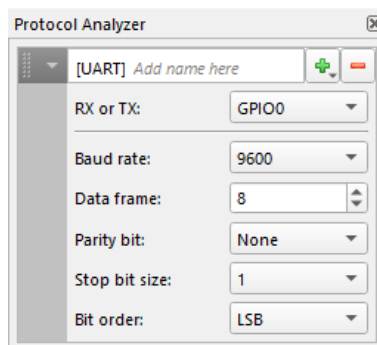 Protocol Analyzer
[UART] Add name here
RX or TX: GPIO0
Baud rate: 9600
Data frame: 8
Parity bit: None
Stop bit size: 1
Bit order: LSB